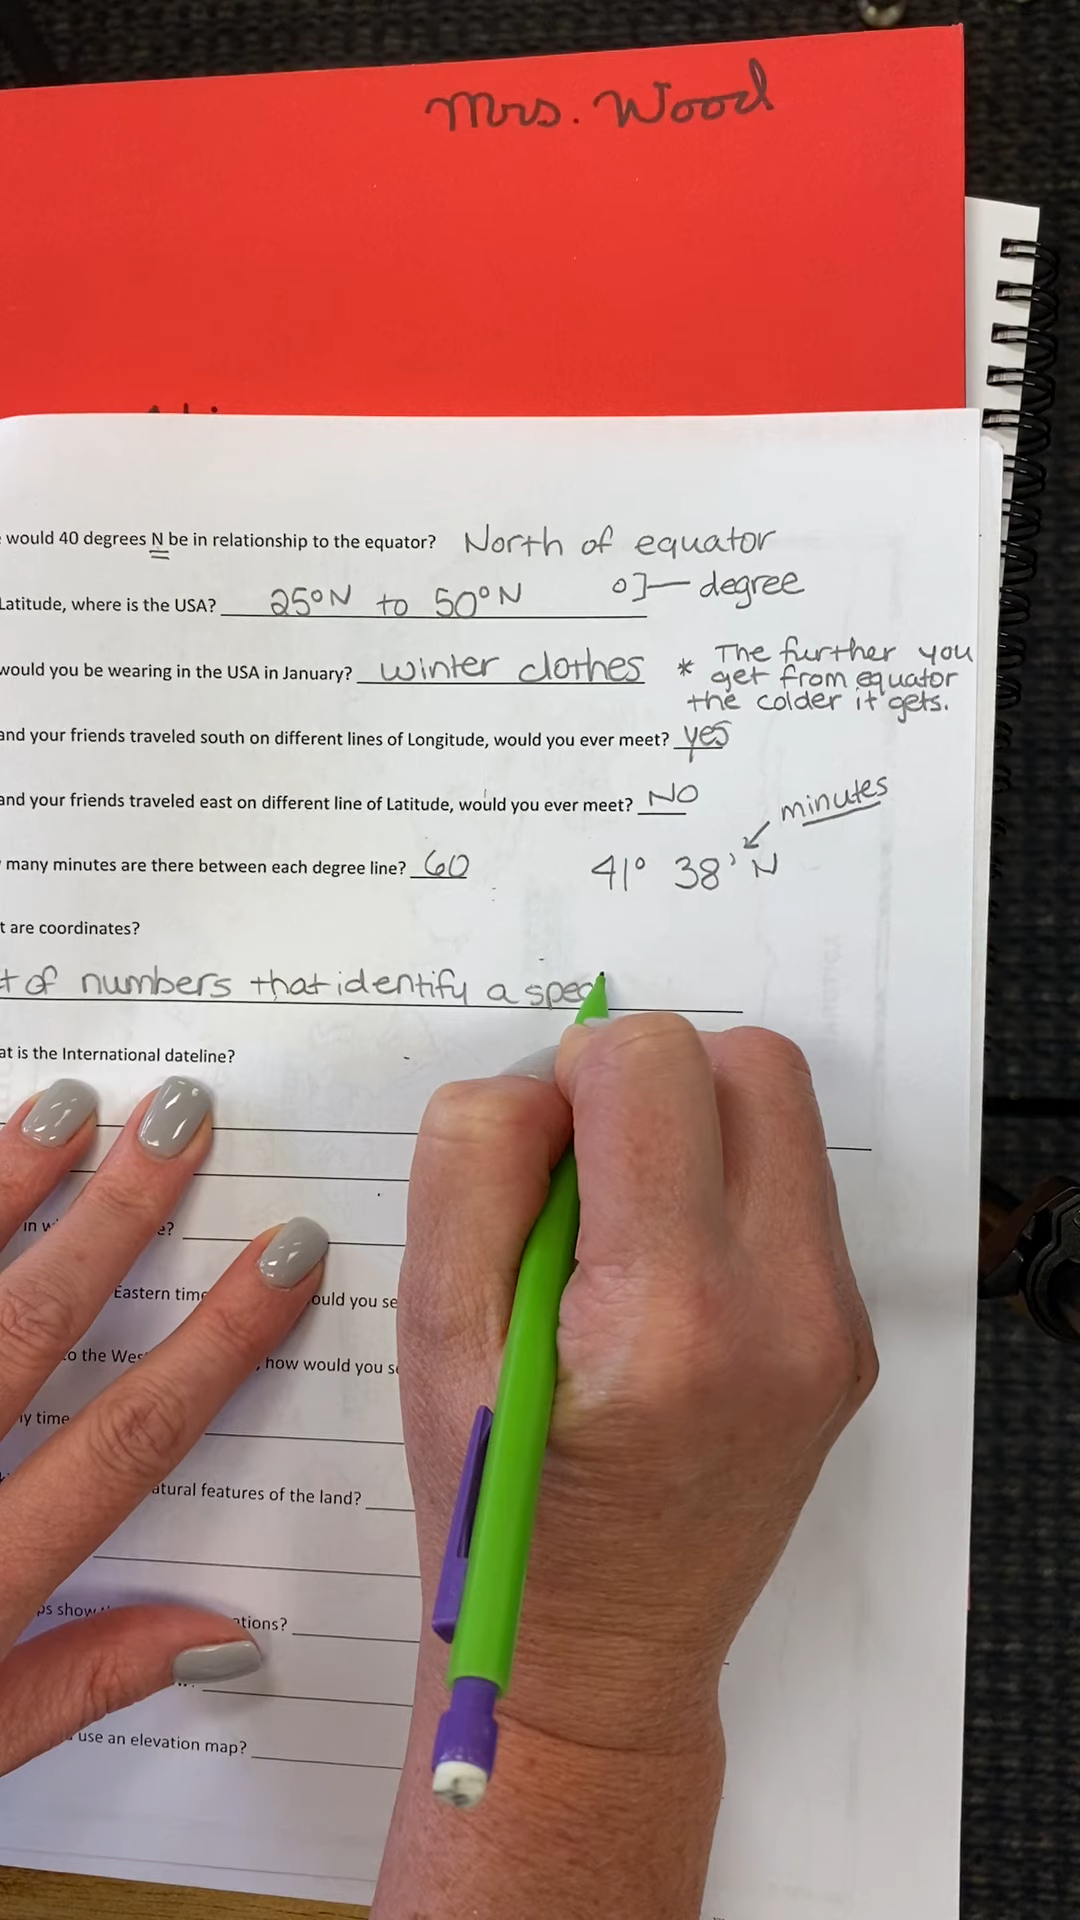 Mrs. Wood
would 40 degrees N be in relationship to the equator? North of equator
Latitude, where is the USA? 25°N to 50°N o]— degree
would you be wearing in the USA in January? winter clothes * The further you
get from equator
the colder it gets.
and your friends traveled south on different lines of Longitude, would you ever meet? yes
and your friends traveled east on different line of Latitude, would you ever meet? NO
minutes
many minutes are there between each degree line? 60 41° 38' N
are coordinates?
of numbers that identify a spec
at is the International dateline?
in
Eastern ould you se
o the Wes , how would you s
y time
atural features of the land?
ps show tions?
use an elevation map?